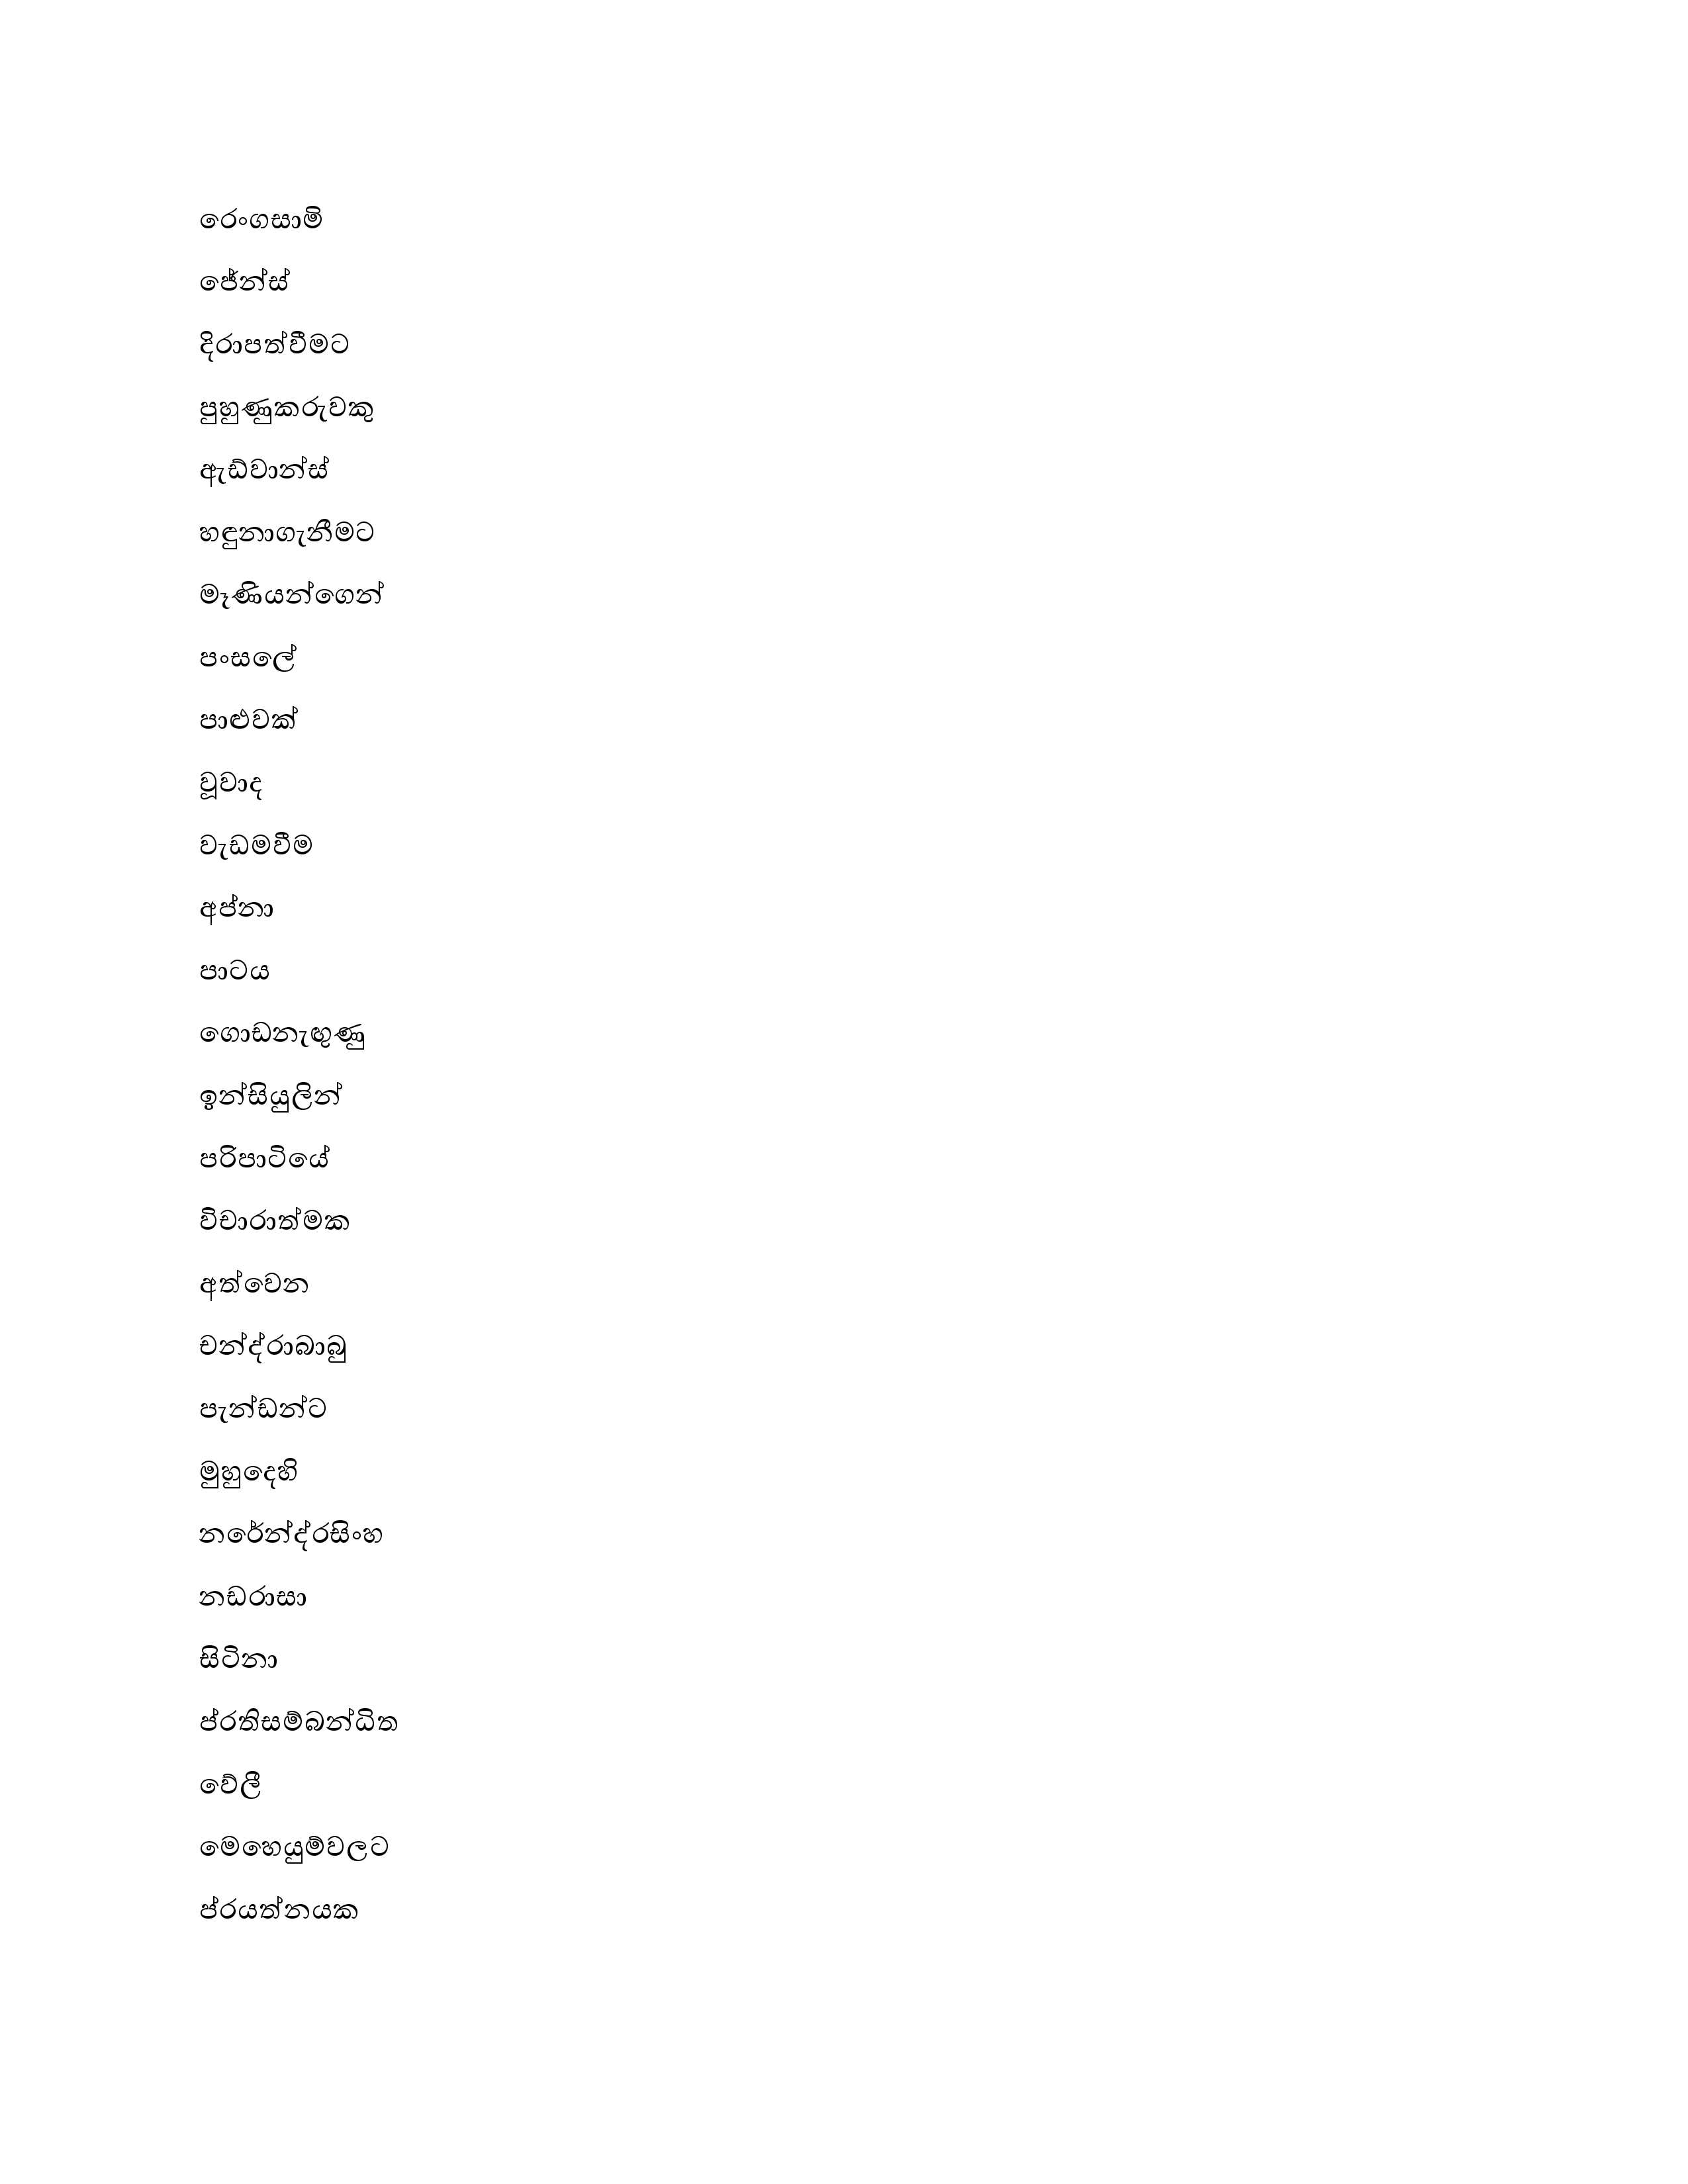 රෙංගසාමි
ජේන්ස්
දිරාපත්වීමට
පුහුණුකරුවකු
ඇඩ්වාන්ස්
හඳුනාගැනීමට
මෑණියන්ගෙන්
පංසලේ
පාළුවක්
වූවාද
වැඩමවීම
අප්නා
පාටය
ගොඩනැඟුණු
ඉන්සියුලින්
පරිපාටියේ
විචාරාත්මක
අත්වෙන
චන්ද්රාබාබු
පැන්ඩන්ට
මුහුදෙහි
නරේන්ද්රසිංහ
නඩරාසා
සිටිනා
ප්රතිසම්බන්ධිත
වේලී
මෙහෙයුම්වලට
ප්රයත්නයක